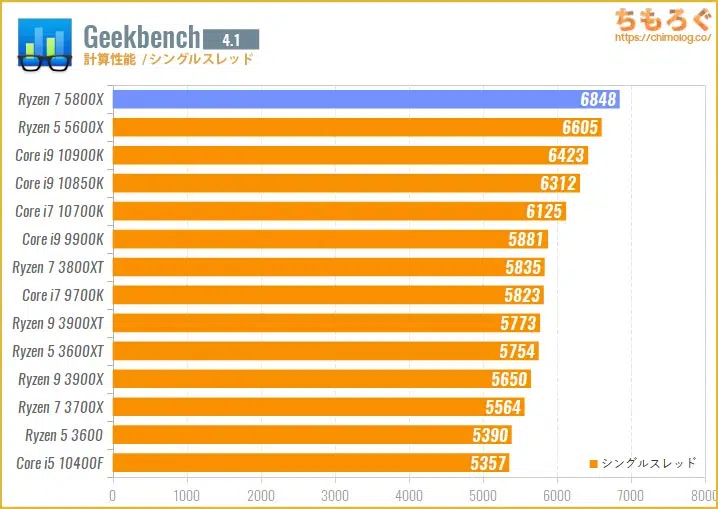 Geekbench 4.1
計算性能 / シングルスレッド
ちもろぐ
https://chimolog.co/
Ryzen 7 5800X 6848
Ryzen 5 5600X 6605
Core i9 10900K 6423
Core i9 10850K 6312
Core i7 10700K 6125
Core i9 9900K 5881
Ryzen 7 3800XT 5835
Core i7 9700K 5823
Ryzen 9 3900XT 5773
Ryzen 5 3600XT 5754
Ryzen 9 3900X 5650
Ryzen 7 3700X 5564
Ryzen 5 3600 5390
Core i5 10400F 5357
シングルスレッド
0 1000 2000 3000 4000 5000 6000 7000 8000